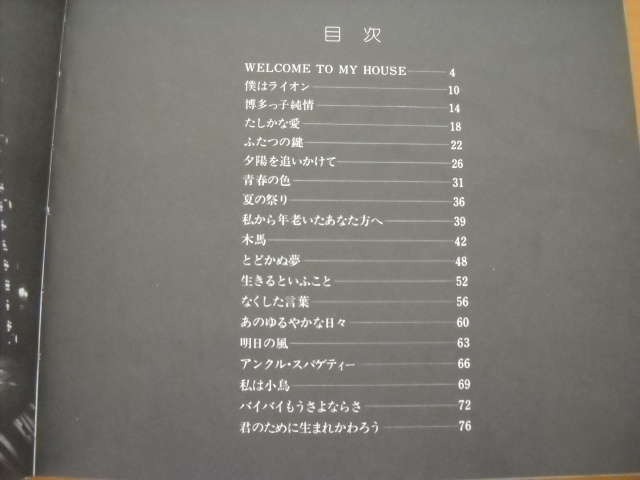 目次
WELCOME TO MY HOUSE 4
僕はライオン 10
博多っ子純情 14
たしかな愛 18
ふたつの鍵 22
夕陽を追いかけて 26
青春の色 31
夏の祭り 36
私から年老いたあなた方へ 39
木馬 42
とどかぬ夢 48
生きるといふこと 52
なくした言葉 56
あのゆるやかな日々 60
明日の風 63
アンクル・スパゲティー 66
私は小鳥 69
バイバイもうさよならさ 72
君のために生まれかわろう 76